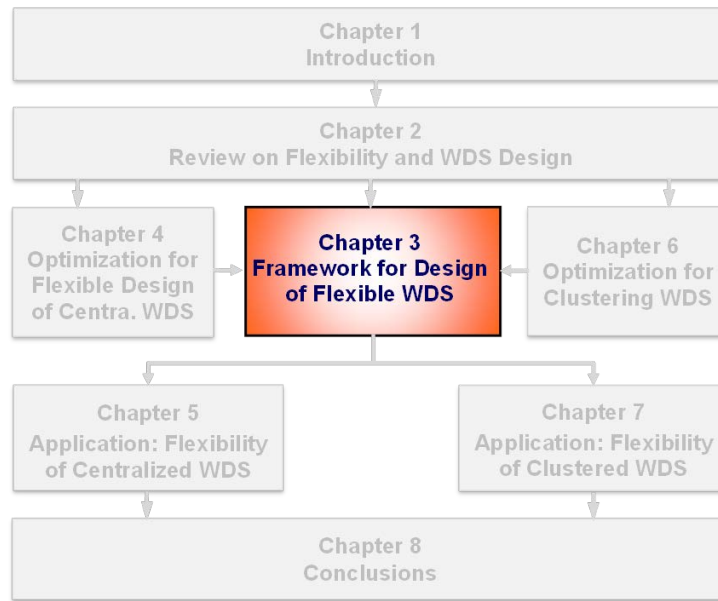 Chapter 1
Introduction
Chapter 2
Review on Flexibility and WDS Design
Chapter 4
Optimization for
Flexible Design
of Centra. WDS
Chapter 3
Framework for Design
of Flexible WDS
Chapter 6
Optimization for
Clustering WDS
Chapter 5
Application: Flexibility
of Centralized WDS
Chapter 7
Application: Flexibility
of Clustered WDS
Chapter 8
Conclusions